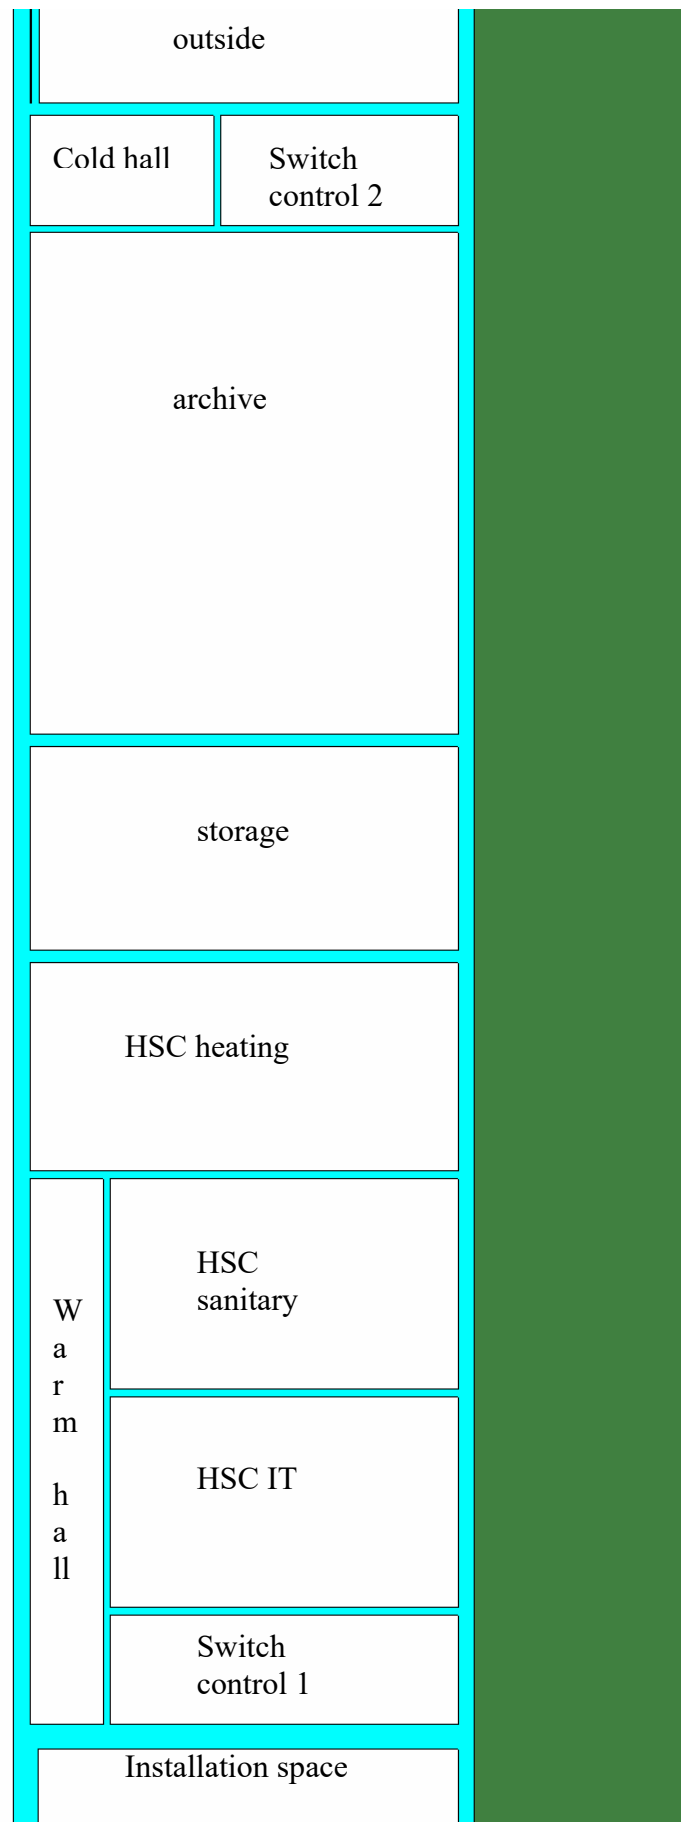 outside
Cold hall
Switch
control 2
archive
storage
HSC heating
HSC
sanitary
W
a
r
m
h
a
ll
HSC IT
Switch
control 1
Installation space